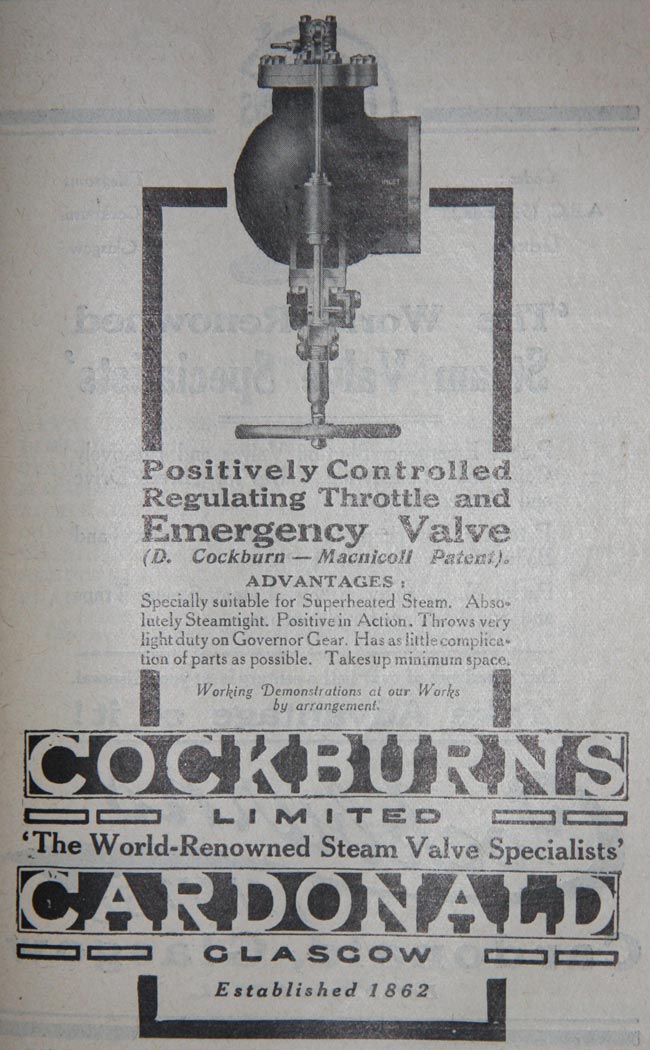 INLET
Positively Controlled
Regulating Throttle and
Emergency Valve
(D. Cockburn — Macnicoll Patent).
ADVANTAGES :
Specially suitable for Superheated Steam. Abso-
lutely Steamtight. Positive in Action. Throws very
light duty on Governor Gear. Has as little complica-
tion of parts as possible. Takes up minimum space.
Working Demonstrations at our Works
by arrangement.
COCKBURNS
LIMITED
'The World-Renowned Steam Valve Specialists'
CARDONALD
GLASGOW
Established 1862